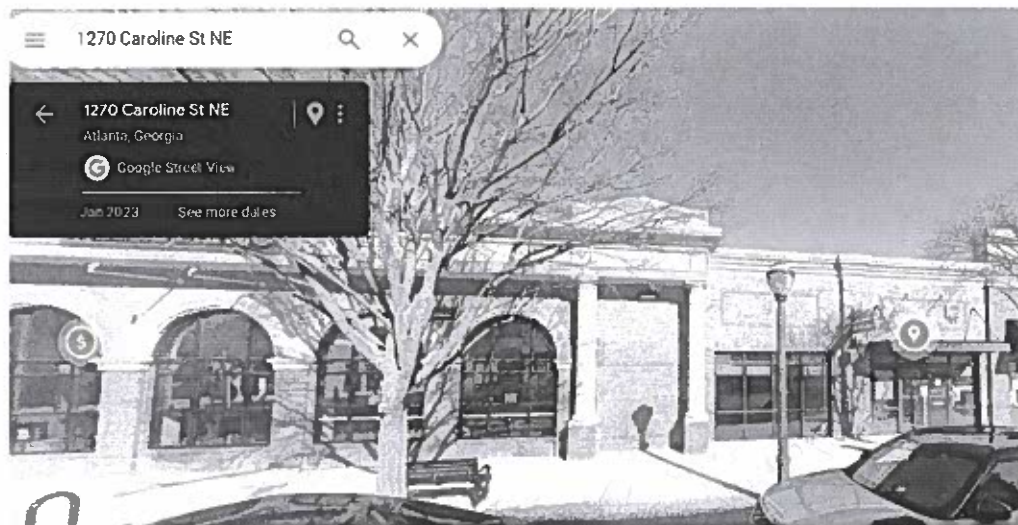 1270 Caroline St NE
1270 Caroline St NE
Atlanta, Georgia
Google Street View
Jan 2023 See more dates